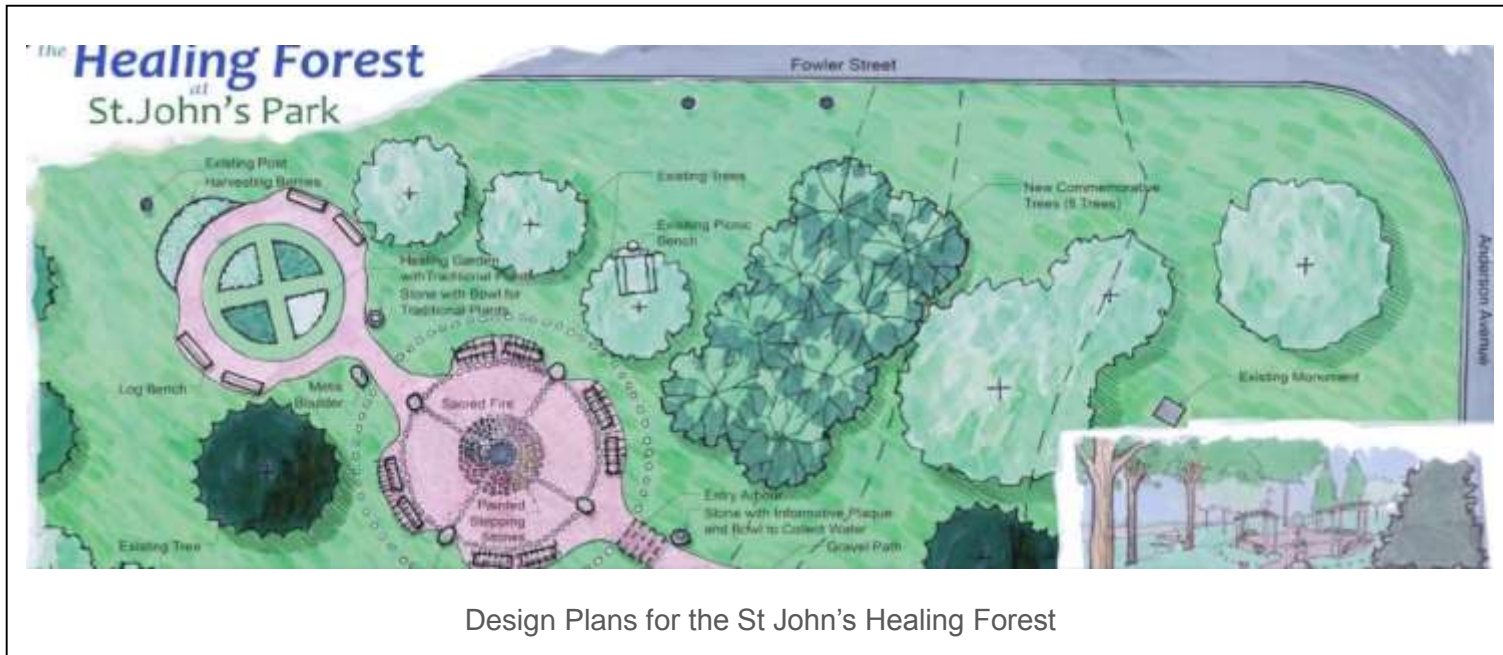 the
Healing Forest
at
St.John's Park
Fowler Street
Anderson Avenue
Existing Post
Harvesting Berries
Existing Trees
New Commemorative
Trees (8 Trees)
Existing Picnic
Bench
Healing Garden
with Traditional Plants
Stone with Bowl for
Traditional Plants
Log Bench
Metis
Boulder
Sacred Fire
Existing Monument
Painted
Stepping
Stones
Entry Arbour
Stone with Informative Plaque
and Bowl to Collect Water
Gravel Path
Existing Tree
Design Plans for the St John's Healing Forest